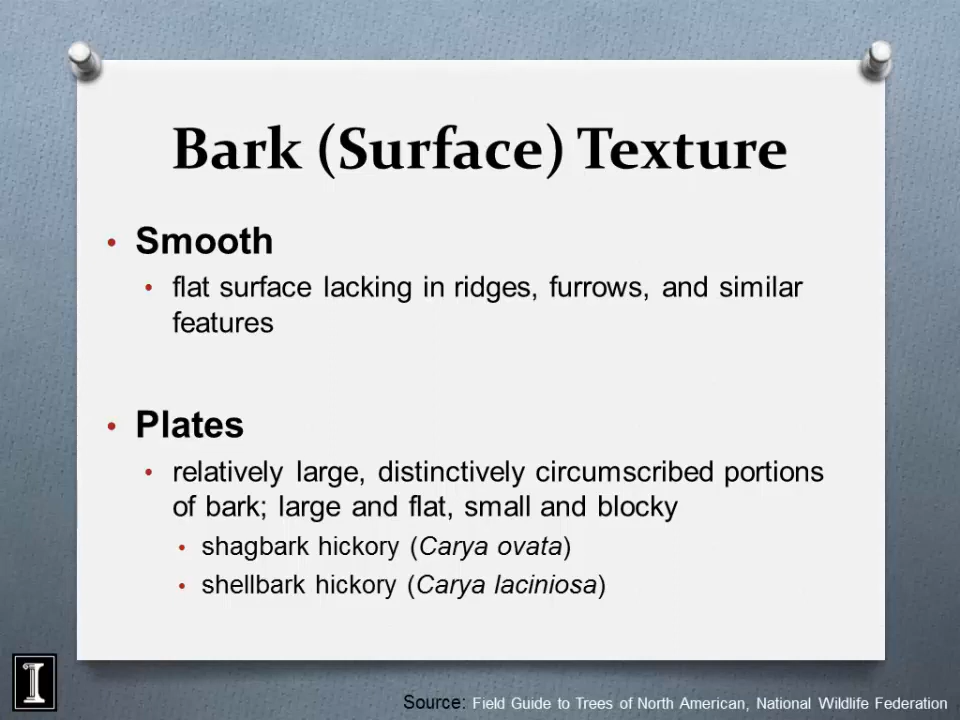 Bark (Surface) Texture
• Smooth
• flat surface lacking in ridges, furrows, and similar
features
• Plates
• relatively large, distinctively circumscribed portions
of bark; large and flat, small and blocky
• shagbark hickory (Carya ovata)
• shellbark hickory (Carya laciniosa)
I
Source: Field Guide to Trees of North American, National Wildlife Federation